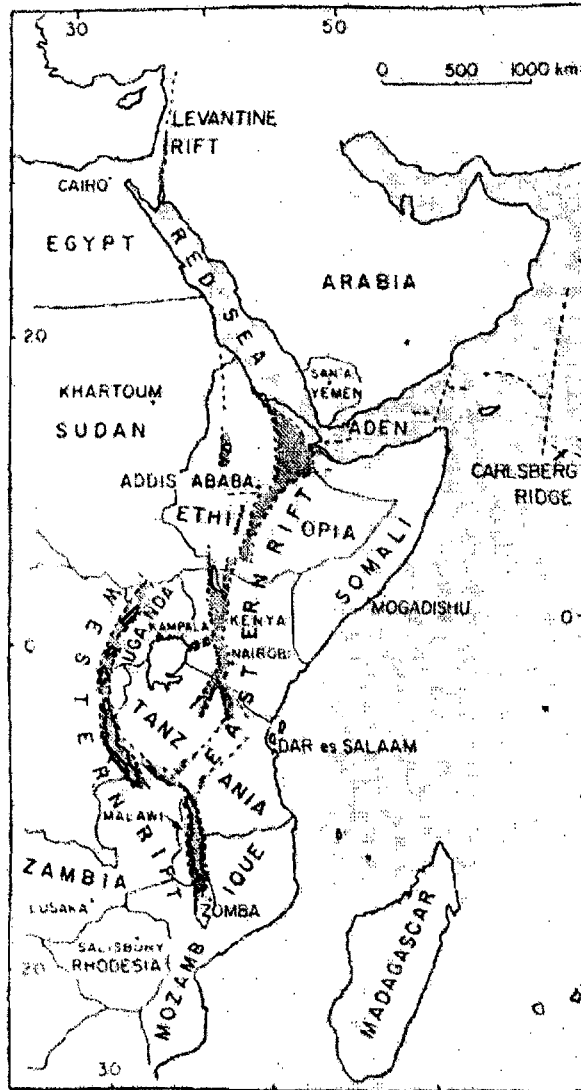 30
50
0 500 1000 km
LEVANTINE
RIFT
CAIRO
EGYPT
RED SEA
ARABIA
20
SAN'A
YEMEN
KHARTOUM
SUDAN
ADEN
ADDIS ABABA
CARLSBERG
RIDGE
ETHIOPIA
EASTERN RIFT
SOMALI
MOGADISHU
UGANDA
KAMPALA
KENYA
NAIROBI
0
0
WESTERN RIFT
TANZANIA
DAR es SALAAM
MALAWI
ZAMBIA
LUSAKA
ZOMBA
SALISBURY
RHODESIA
MOZAMBIQUE
MADAGASCAR
20
30